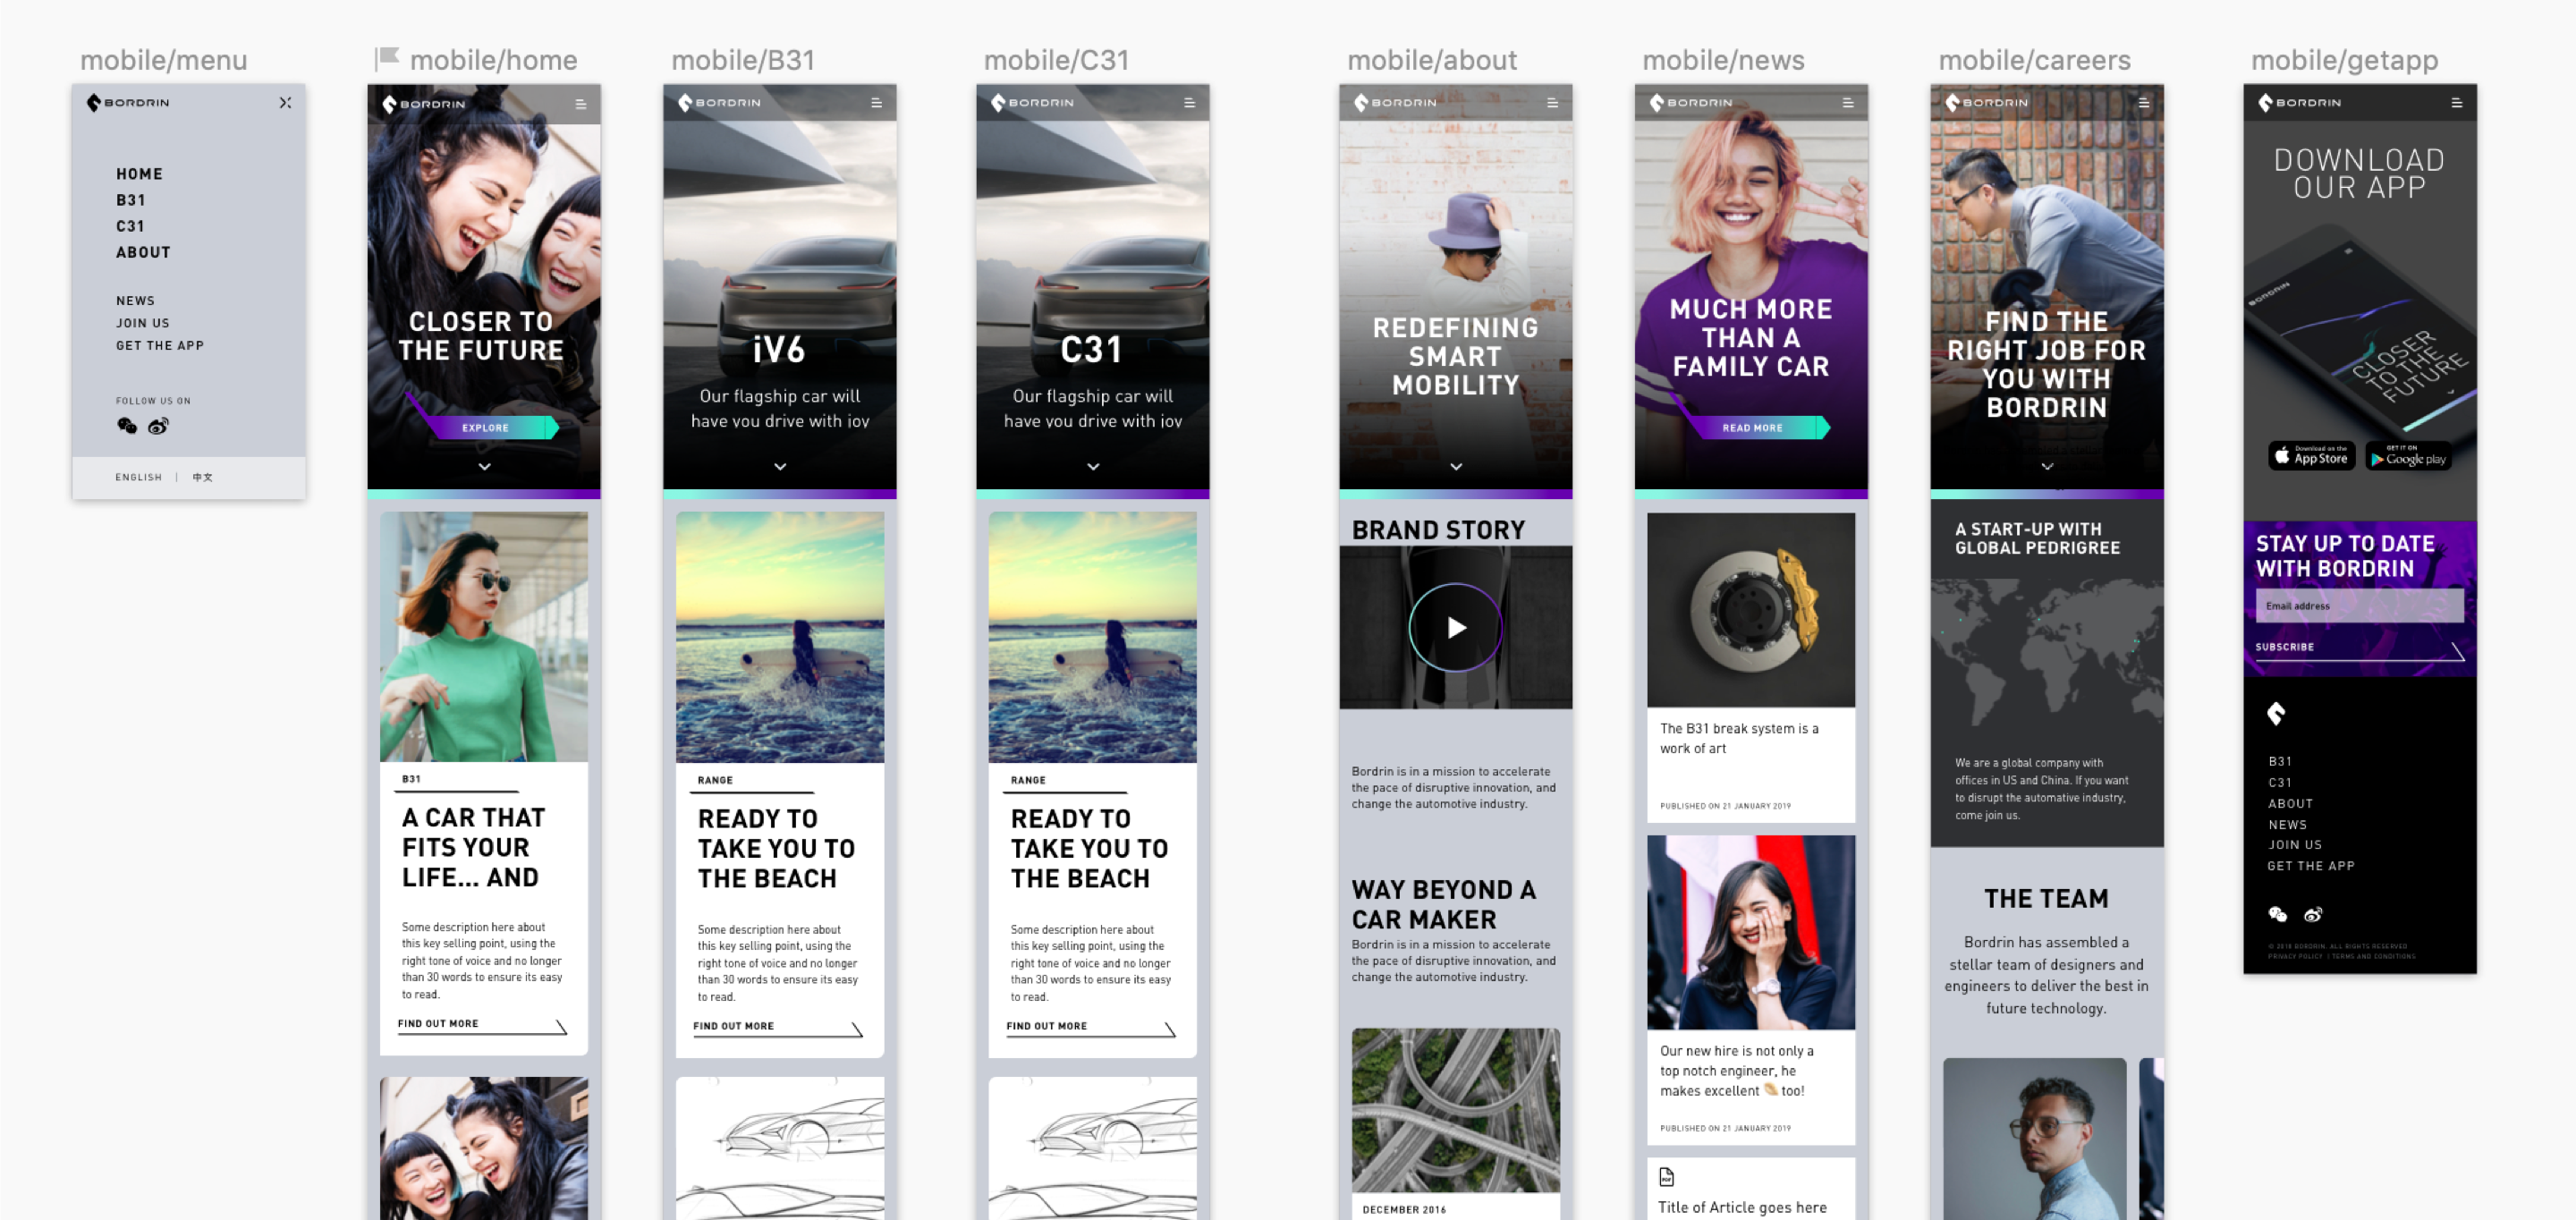 mobile/menu
BORDRIN
HOME
B31
C31
ABOUT
NEWS
JOIN US
GET THE APP
FOLLOW US ON
ENGLISH | 中文
mobile/home
BORDRIN
CLOSER TO
THE FUTURE
EXPLORE
B31
A CAR THAT
FITS YOUR
LIFE... AND
Some description here about
this key selling point, using the
right tone of voice and no longer
than 30 words to ensure its easy
to read.
FIND OUT MORE
mobile/B31
BORDRIN
iV6
Our flagship car will
have you drive with joy
RANGE
READY TO
TAKE YOU TO
THE BEACH
Some description here about
this key selling point, using the
right tone of voice and no longer
than 30 words to ensure its easy
to read.
FIND OUT MORE
mobile/C31
BORDRIN
C31
Our flagship car will
have you drive with joy
RANGE
READY TO
TAKE YOU TO
THE BEACH
Some description here about
this key selling point, using the
right tone of voice and no longer
than 30 words to ensure its easy
to read.
FIND OUT MORE
mobile/about
BORDRIN
REDEFINING
SMART
MOBILITY
BRAND STORY
Bordrin is in a mission to accelerate
the pace of disruptive innovation, and
change the automotive industry.
WAY BEYOND A
CAR MAKER
Bordrin is in a mission to accelerate
the pace of disruptive innovation, and
change the automotive industry.
DECEMBER 2016
mobile/news
BORDRIN
MUCH MORE
THAN A
FAMILY CAR
READ MORE
The B31 break system is a
work of art
PUBLISHED ON 21 JANUARY 2019
Our new hire is not only a
top notch engineer, he
makes excellent 🥟 too!
PUBLISHED ON 21 JANUARY 2019
PDF
Title of Article goes here
mobile/careers
BORDRIN
FIND THE
RIGHT JOB FOR
YOU WITH
BORDRIN
A START-UP WITH
GLOBAL PEDRIGREE
We are a global company with
offices in US and China. If you want
to disrupt the automative industry,
come join us.
THE TEAM
Bordrin has assembled a
stellar team of designers and
engineers to deliver the best in
future technology.
mobile/getapp
BORDRIN
DOWNLOAD
OUR APP
BORDRIN
CLOSER
TO THE
FUTURE
Download on the
App Store
GET IT ON
Google play
STAY UP TO DATE
WITH BORDRIN
Email address
SUBSCRIBE
B31
C31
ABOUT
NEWS
JOIN US
GET THE APP
© 2018 BORDRIN. ALL RIGHTS RESERVED
PRIVACY POLICY | TERMS AND CONDITIONS